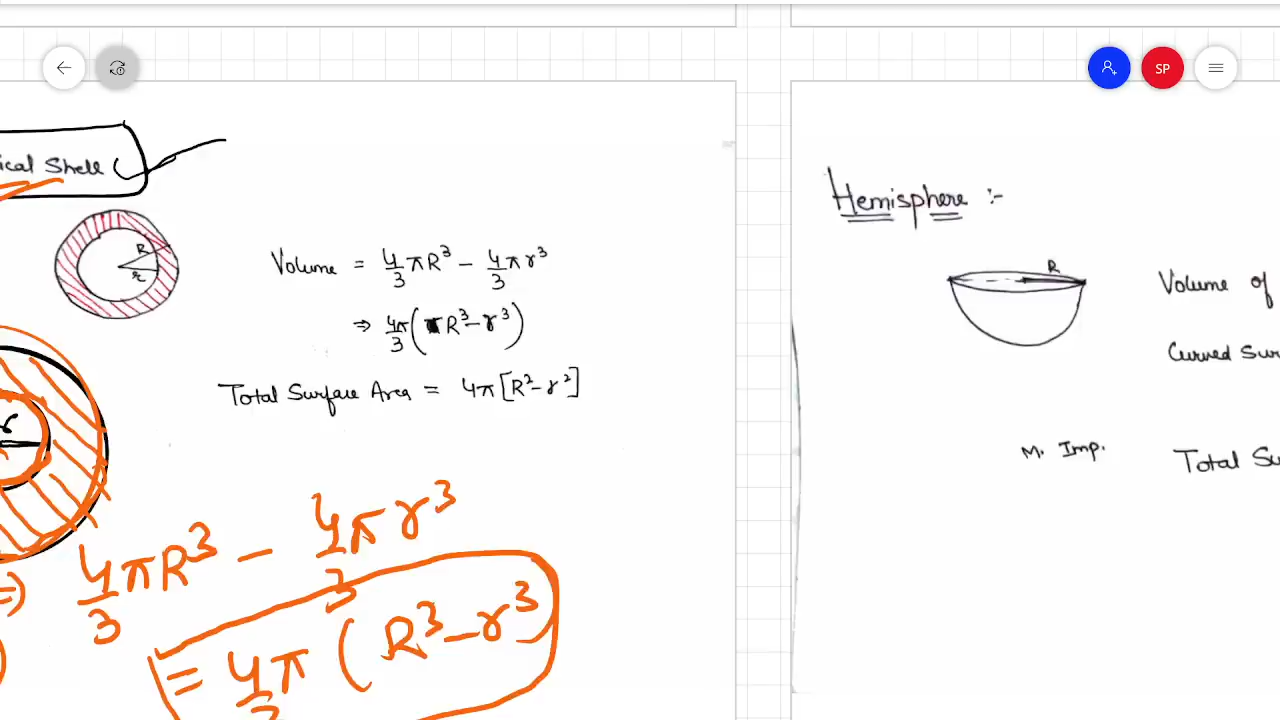 SP
ical Shell
R
r
Volume = 4/3 πR³ - 4/3 πr³
⇒ 4π/3 (πR³ - r³)
Total Surface Area = 4π[R² - r²]
r
⇒ 4/3 πR³ - 4/3 πr³
= 4/3 π (R³ - r³
Hemisphere :-
R
Volume of
Curved Sur
M. Imp.
Total Su